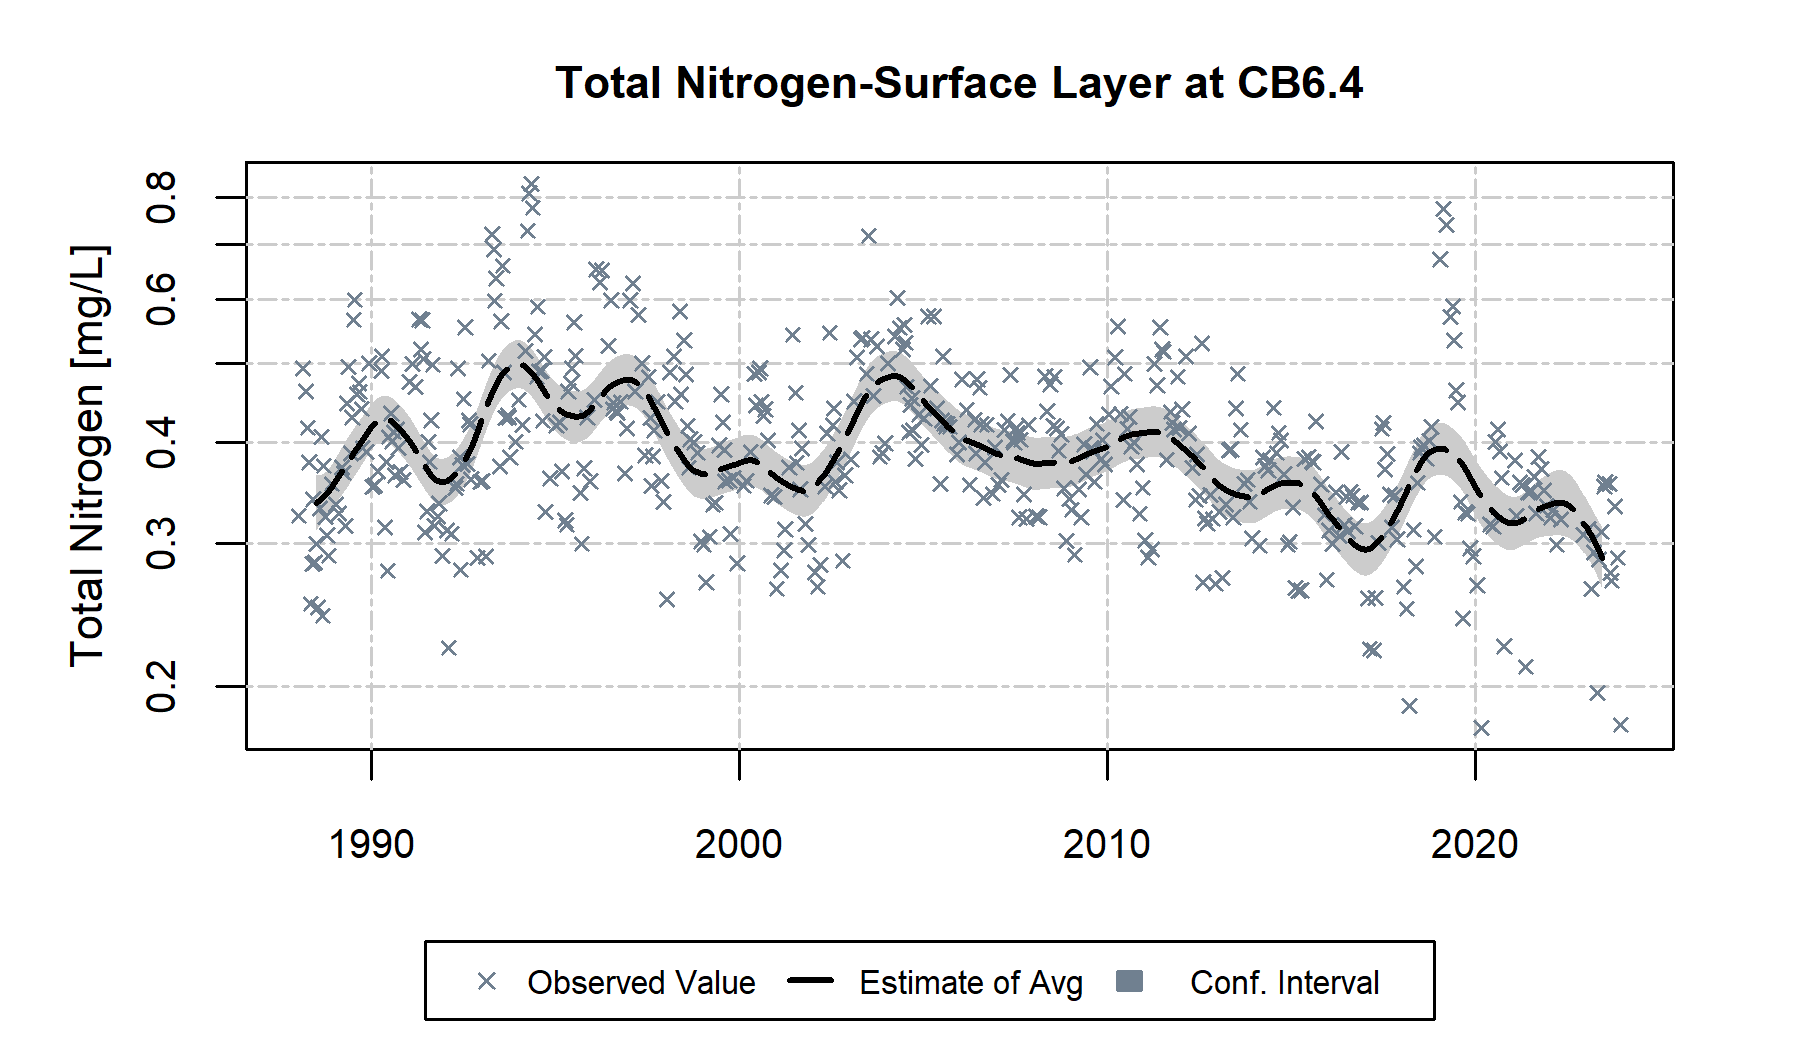 Total Nitrogen-Surface Layer at CB6.4
Total Nitrogen [mg/L]
0.8
0.6
0.4
0.3
0.2
1990 2000 2010 2020
Observed Value Estimate of Avg Conf. Interval